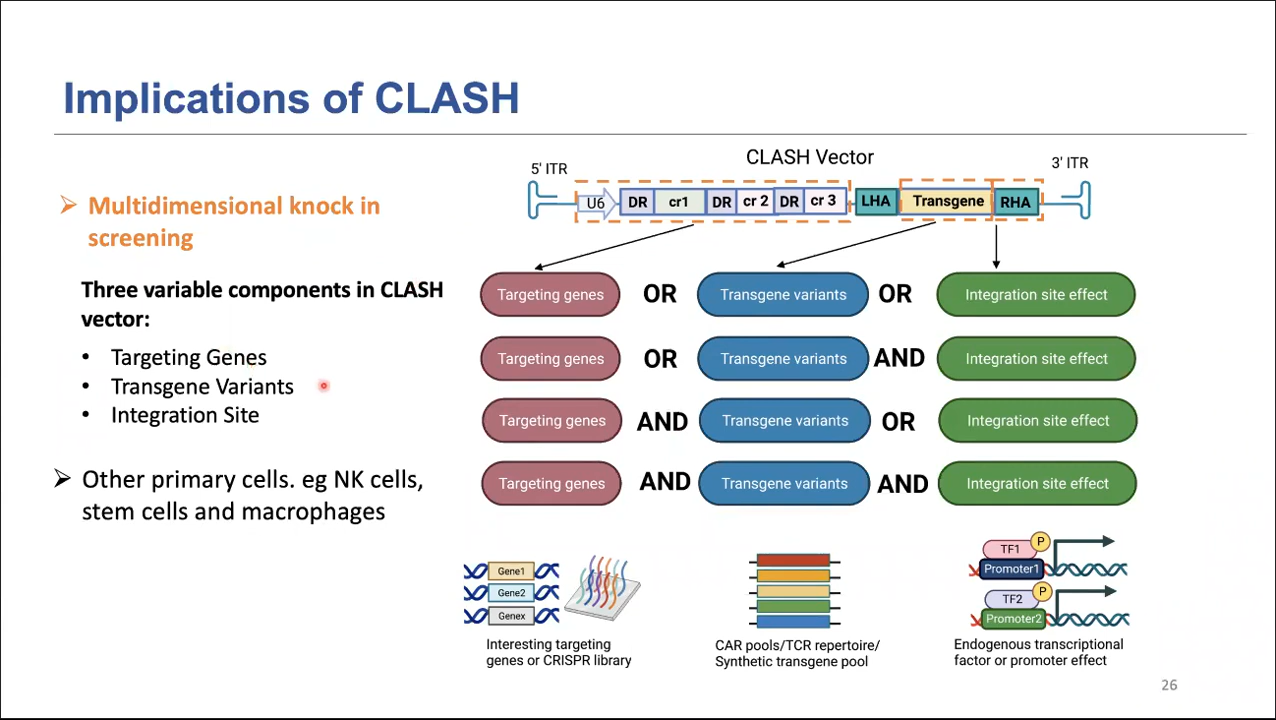 Implications of CLASH
Multidimensional knock in
screening
Three variable components in CLASH
vector:
• Targeting Genes
• Transgene Variants
• Integration Site
Other primary cells. eg NK cells,
stem cells and macrophages
CLASH Vector
5' ITR
3' ITR
U6 DR cr1 DR cr 2 DR cr 3 LHA Transgene RHA
Targeting genes OR Transgene variants OR Integration site effect
Targeting genes OR Transgene variants AND Integration site effect
Targeting genes AND Transgene variants OR Integration site effect
Targeting genes AND Transgene variants AND Integration site effect
Gene1
Gene2
Genex
Interesting targeting
genes or CRISPR library
CAR pools/TCR repertoire/
Synthetic transgene pool
TF1 P
Promoter1
TF2 P
Promoter2
Endogenous transcriptional
factor or promoter effect
26